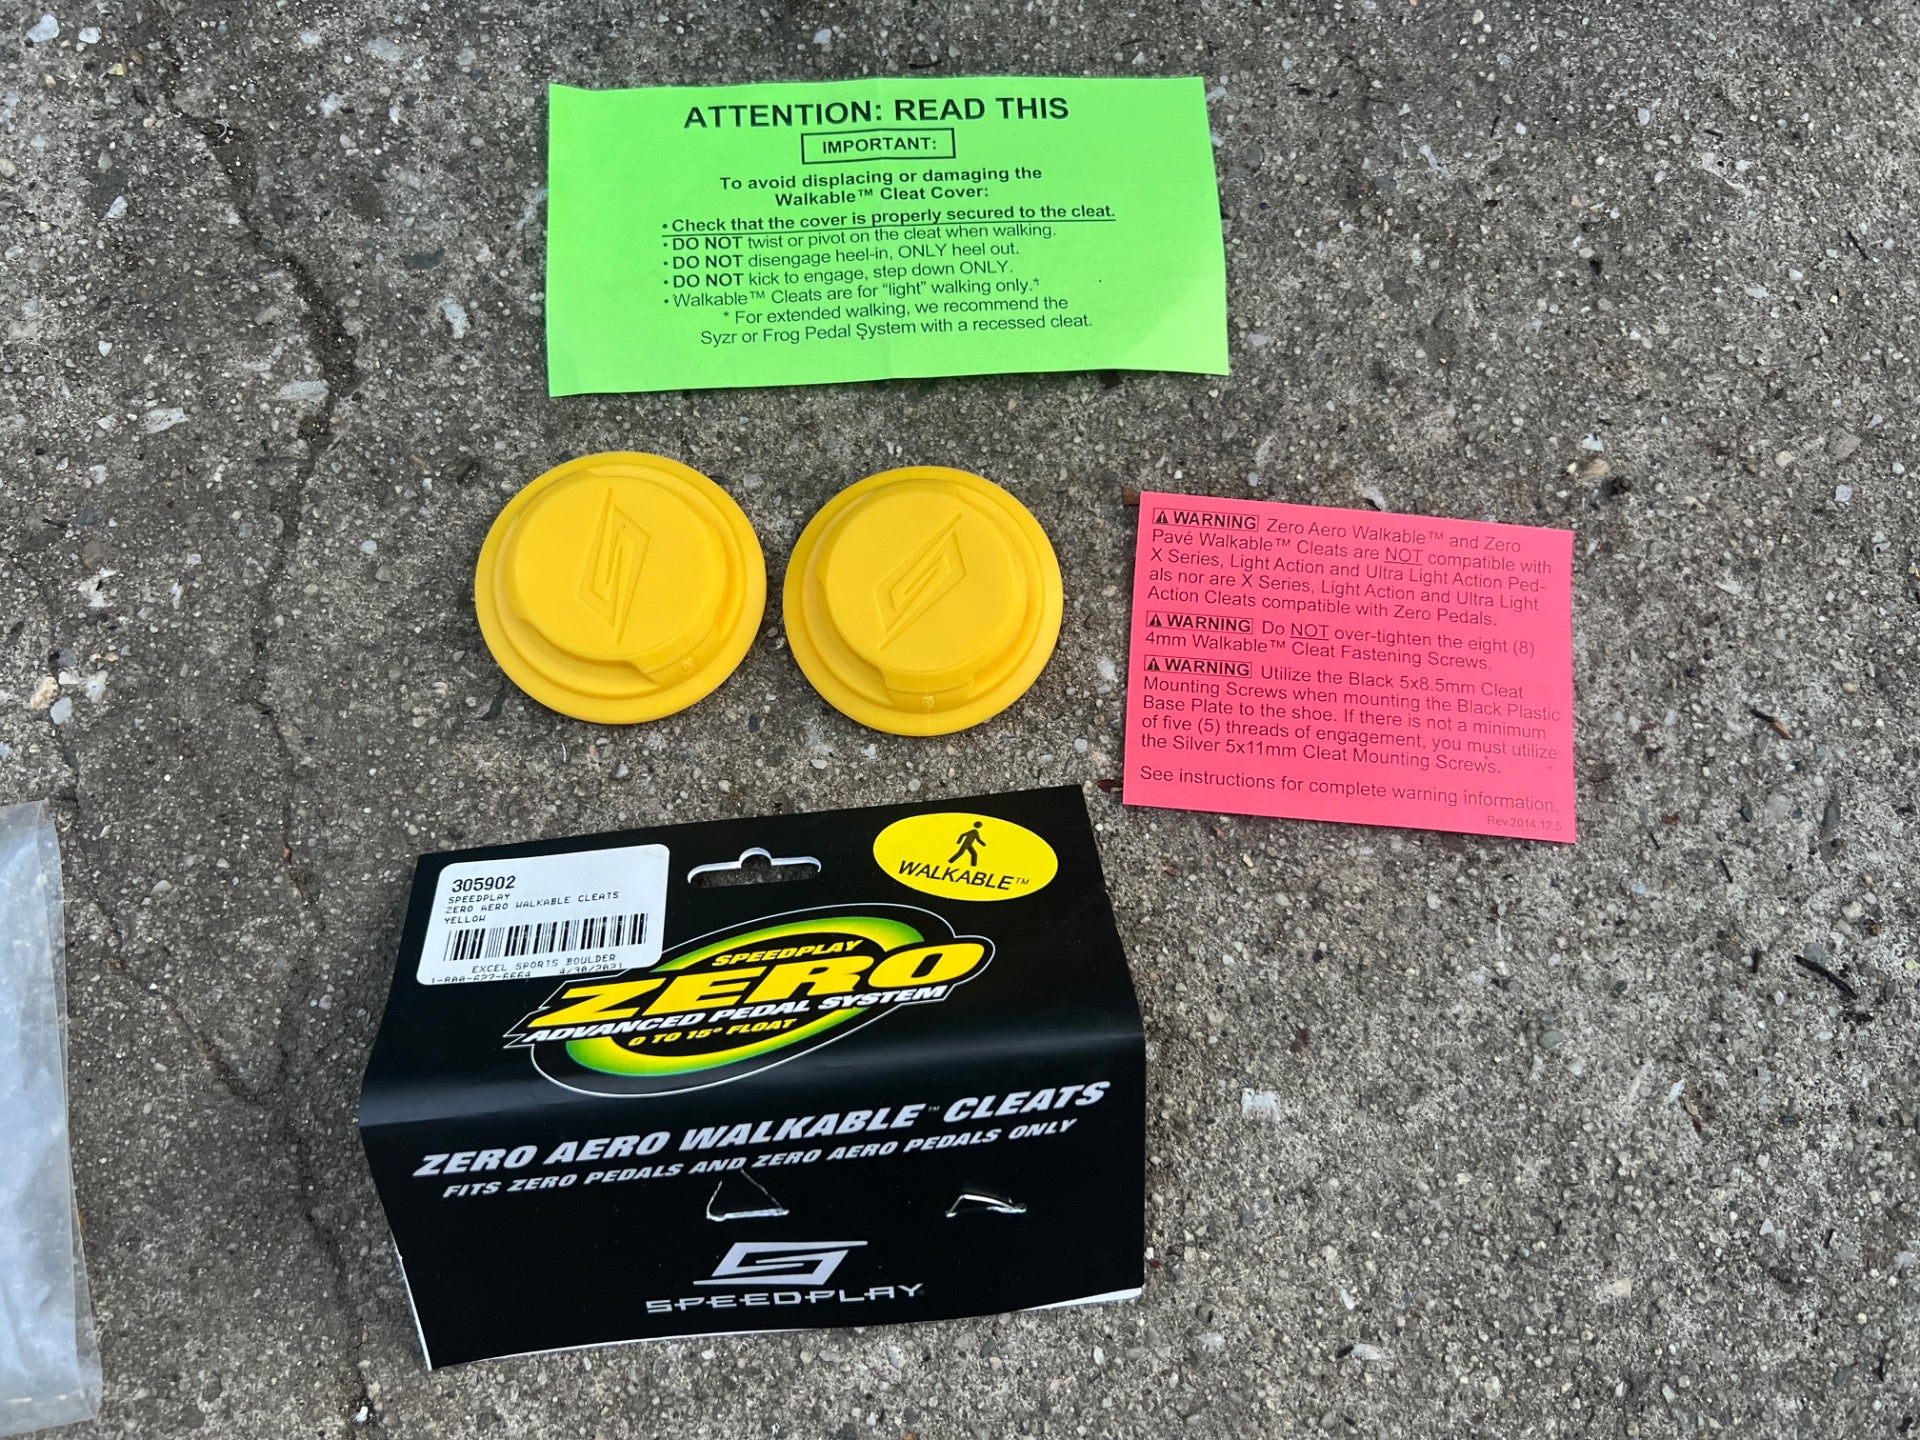 ATTENTION: READ THIS
IMPORTANT:
To avoid displacing or damaging the
Walkable™ Cleat Cover:
• Check that the cover is properly secured to the cleat.
• DO NOT twist or pivot on the cleat when walking.
• DO NOT disengage heel-in, ONLY heel out.
• DO NOT kick to engage, step down ONLY.
• Walkable™ Cleats are for "light" walking only.*
* For extended walking, we recommend the
Syzr or Frog Pedal System with a recessed cleat.
⚠ WARNING Zero Aero Walkable™ and Zero
Pavé Walkable™ Cleats are NOT compatible with
X Series, Light Action and Ultra Light Action Ped-
als nor are X Series, Light Action and Ultra Light
Action Cleats compatible with Zero Pedals.
⚠ WARNING Do NOT over-tighten the eight (8)
4mm Walkable™ Cleat Fastening Screws.
⚠ WARNING Utilize the Black 5x8.5mm Cleat
Mounting Screws when mounting the Black Plastic
Base Plate to the shoe. If there is not a minimum
of five (5) threads of engagement, you must utilize
the Silver 5x11mm Cleat Mounting Screws.
See instructions for complete warning information.
Rev.2014.12.5
305902
SPEEDPLAY
ZERO AERO WALKABLE CLEATS
YELLOW
EXCEL SPORTS BOULDER
1-800-627-6664 4/30/2021
WALKABLE™
SPEEDPLAY
ZERO
ADVANCED PEDAL SYSTEM
0 TO 15° FLOAT
ZERO AERO WALKABLE™ CLEATS
FITS ZERO PEDALS AND ZERO AERO PEDALS ONLY
SPEEDPLAY